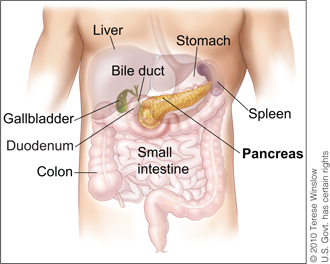 Liver
Stomach
Bile duct
Gallbladder
Spleen
Duodenum
Small
intestine
Pancreas
Colon
© 2010 Terese Winslow
U.S. Govt. has certain rights